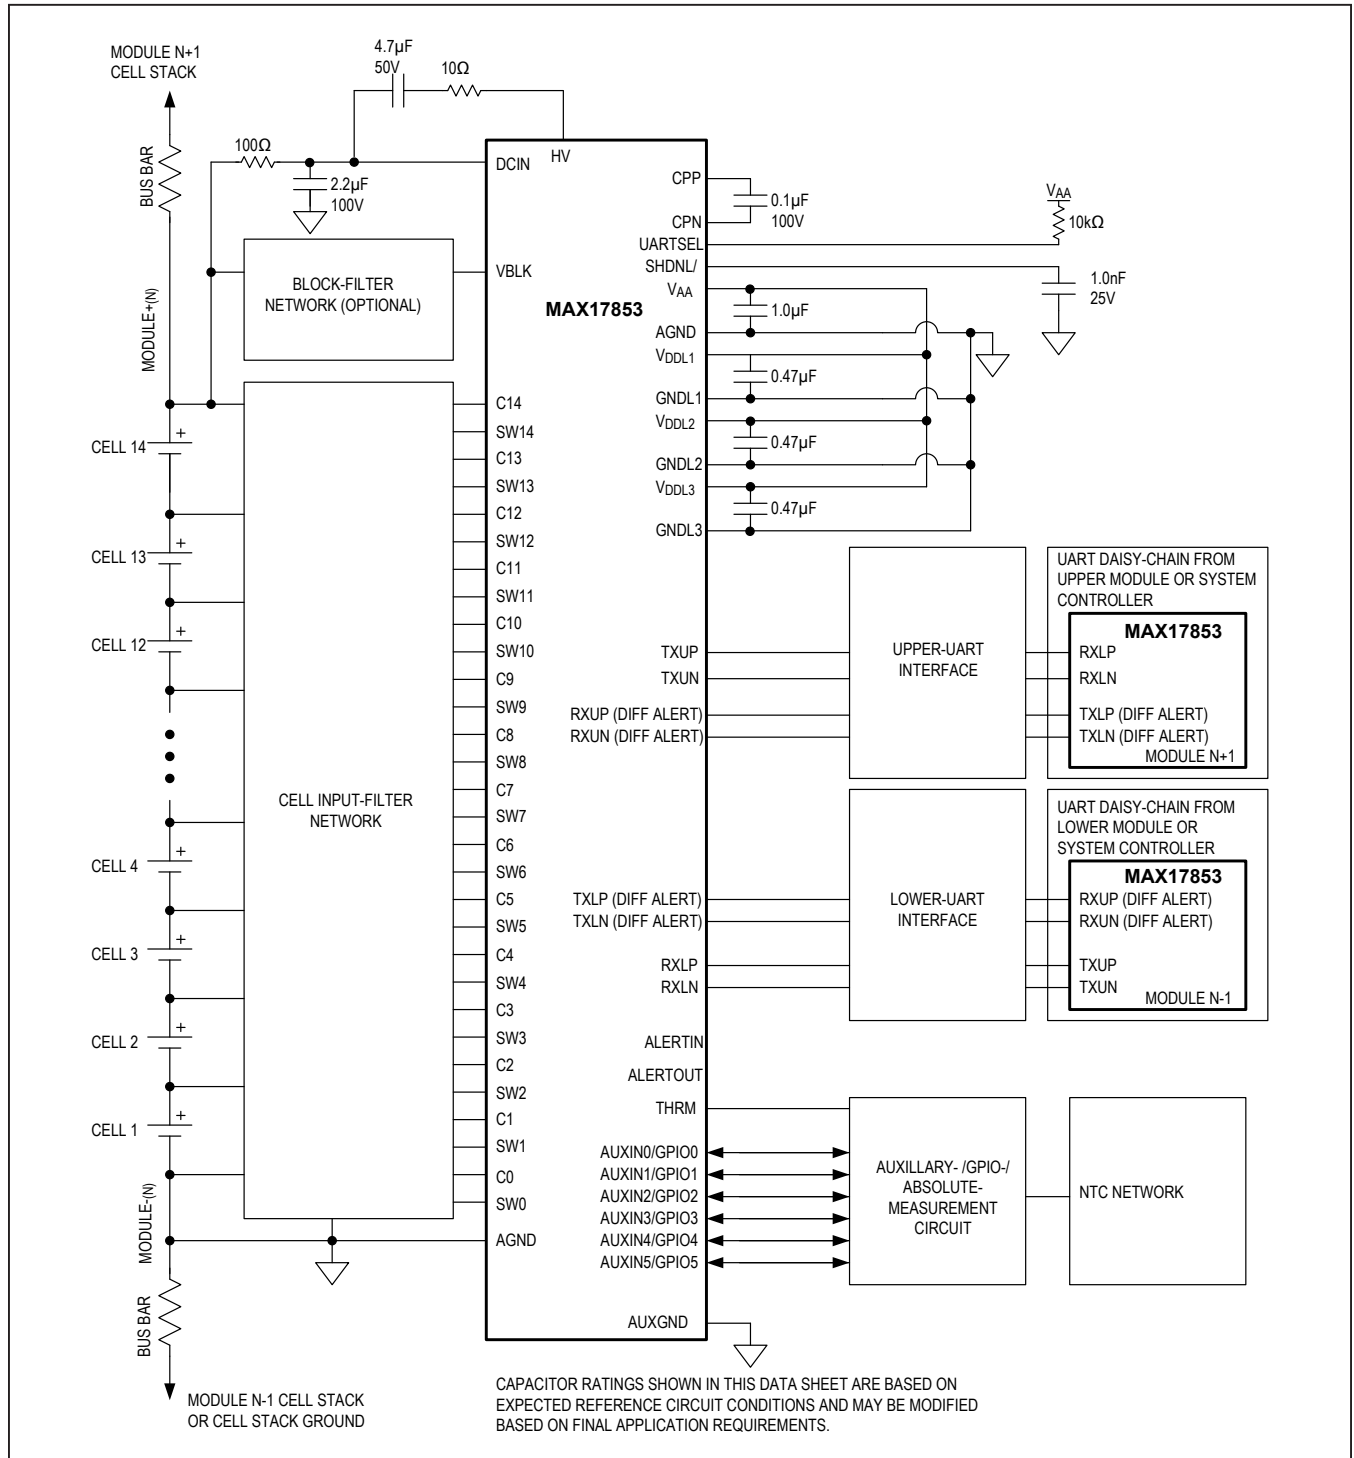 MODULE N+1
CELL STACK
4.7µF
50V
10Ω
BUS BAR
100Ω
2.2µF
100V
DCIN
HV
CPP
CPN
0.1µF
100V
VAA
10kΩ
UARTSEL
SHDNL/
1.0nF
25V
BLOCK-FILTER
NETWORK (OPTIONAL)
VBLK
MAX17853
MODULE+(N)
VAA
1.0µF
AGND
VDDL1
0.47µF
GNDL1
VDDL2
0.47µF
GNDL2
VDDL3
0.47µF
GNDL3
CELL 14
CELL 13
CELL 12
CELL 4
CELL 3
CELL 2
CELL 1
+
+
+
+
+
+
+
CELL INPUT-FILTER
NETWORK
C14
SW14
C13
SW13
C12
SW12
C11
SW11
C10
SW10
C9
SW9
C8
SW8
C7
SW7
C6
SW6
C5
SW5
C4
SW4
C3
SW3
C2
SW2
C1
SW1
C0
SW0
AGND
MODULE-(N)
BUS BAR
MODULE N-1 CELL STACK
OR CELL STACK GROUND
TXUP
TXUN
RXUP (DIFF ALERT)
RXUN (DIFF ALERT)
UPPER-UART
INTERFACE
UART DAISY-CHAIN FROM
UPPER MODULE OR SYSTEM
CONTROLLER
MAX17853
RXLP
RXLN
TXLP (DIFF ALERT)
TXLN (DIFF ALERT)
MODULE N+1
TXLP (DIFF ALERT)
TXLN (DIFF ALERT)
RXLP
RXLN
LOWER-UART
INTERFACE
UART DAISY-CHAIN FROM
LOWER MODULE OR
SYSTEM CONTROLLER
MAX17853
RXUP (DIFF ALERT)
RXUN (DIFF ALERT)
TXUP
TXUN
MODULE N-1
ALERTIN
ALERTOUT
THRM
AUXIN0/GPIO0
AUXIN1/GPIO1
AUXIN2/GPIO2
AUXIN3/GPIO3
AUXIN4/GPIO4
AUXIN5/GPIO5
AUXGND
AUXILLARY- /GPIO-/
ABSOLUTE-
MEASUREMENT
CIRCUIT
NTC NETWORK
CAPACITOR RATINGS SHOWN IN THIS DATA SHEET ARE BASED ON
EXPECTED REFERENCE CIRCUIT CONDITIONS AND MAY BE MODIFIED
BASED ON FINAL APPLICATION REQUIREMENTS.